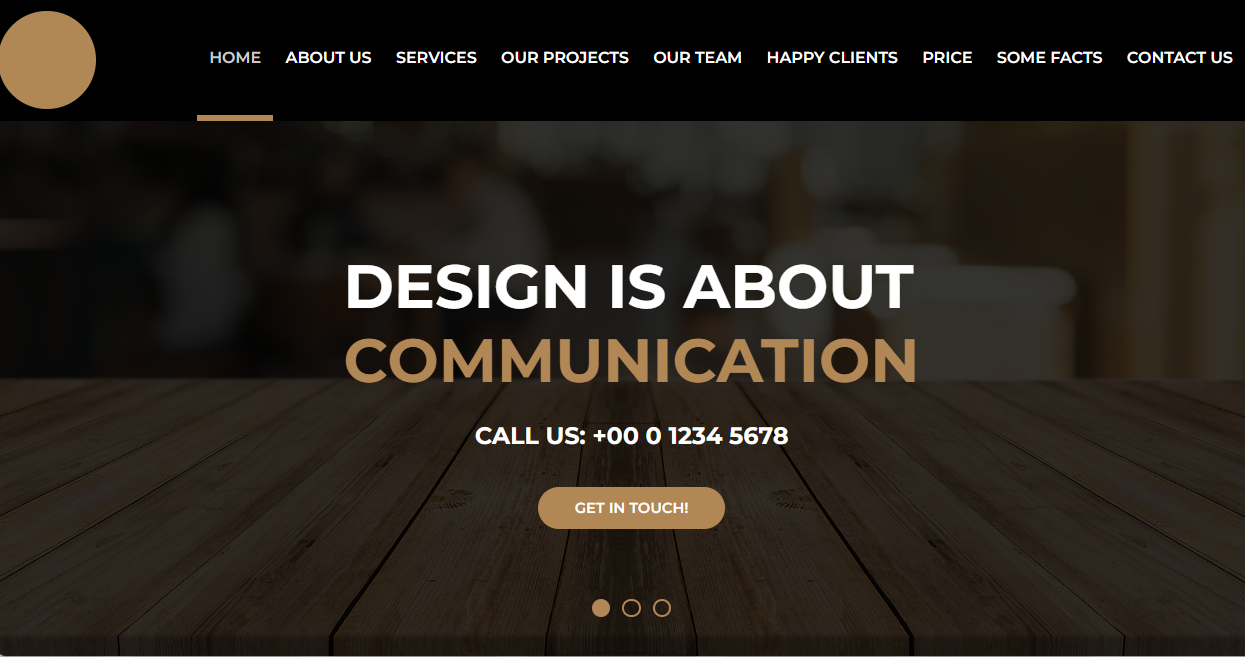 HOME ABOUT US SERVICES OUR PROJECTS OUR TEAM HAPPY CLIENTS PRICE SOME FACTS CONTACT US
DESIGN IS ABOUT
COMMUNICATION
CALL US: +00 0 1234 5678
GET IN TOUCH!